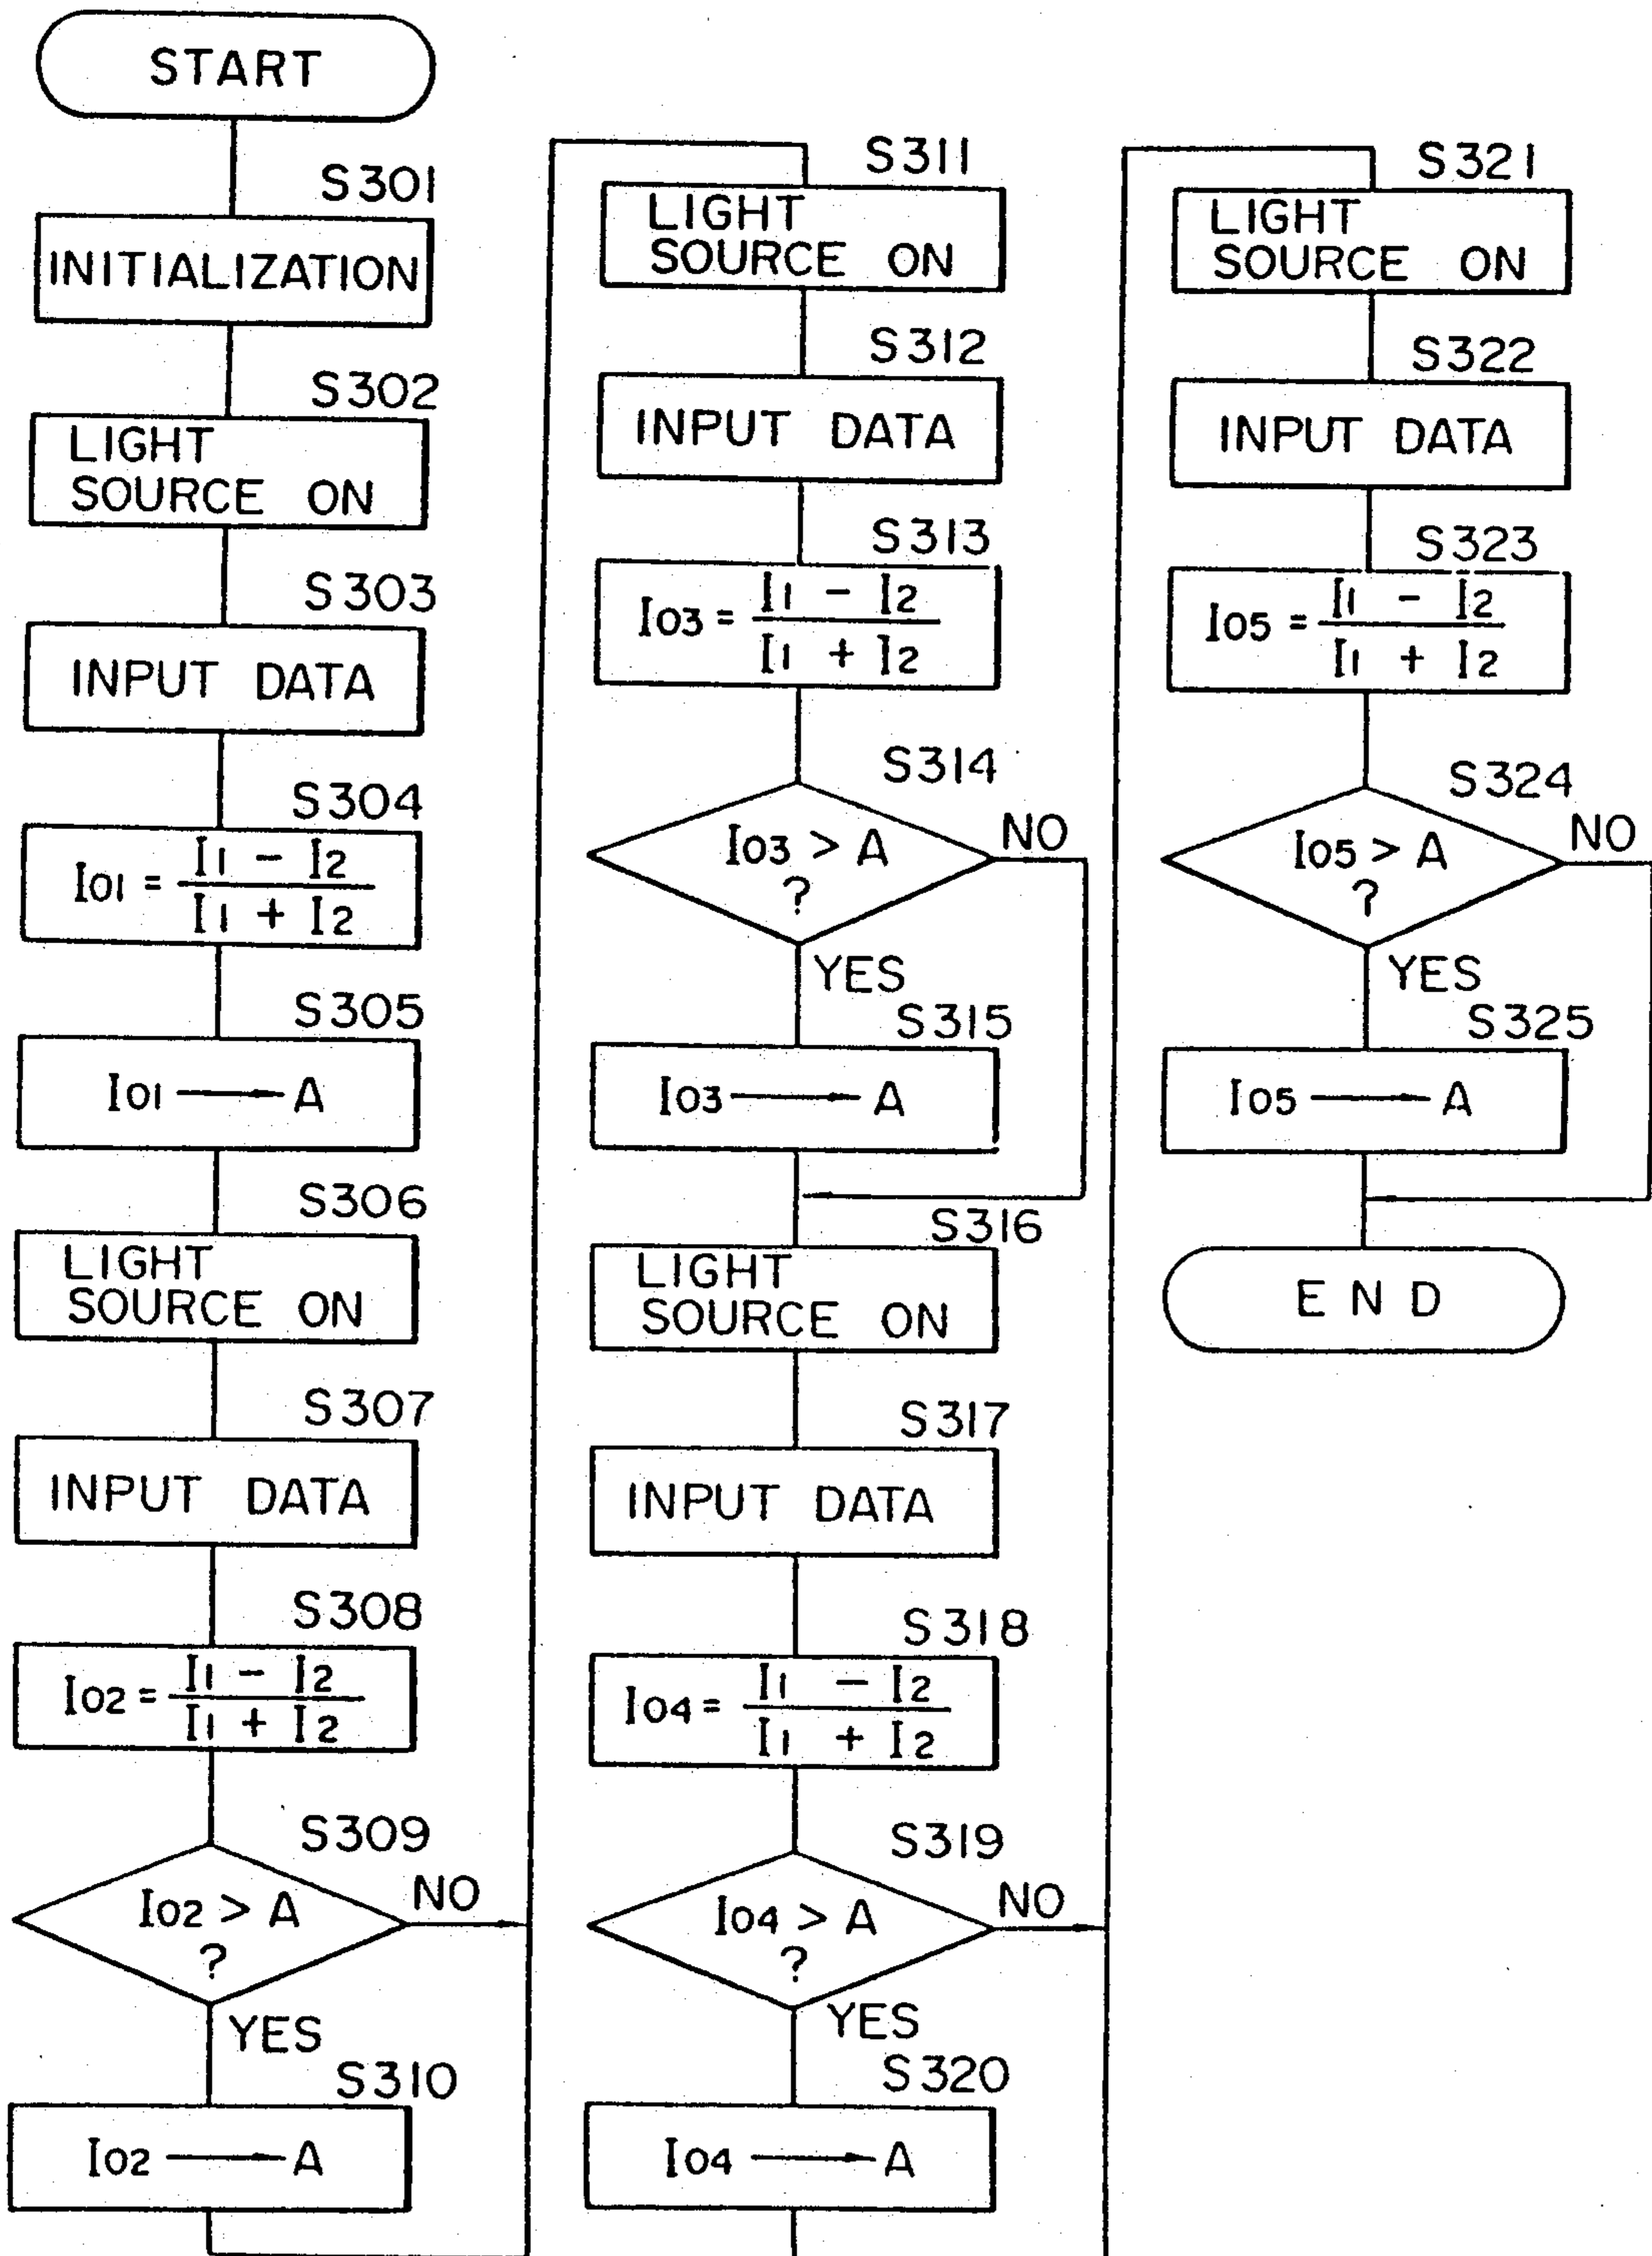 START
S301
INITIALIZATION
S302
LIGHT
SOURCE ON
S303
INPUT DATA
S304
I01 = I1 - I2 / I1 + I2
S305
I01 → A
S306
LIGHT
SOURCE ON
S307
INPUT DATA
S308
I02 = I1 - I2 / I1 + I2
S309
I02 > A
?
NO
YES
S310
I02 → A
S311
LIGHT
SOURCE ON
S312
INPUT DATA
S313
I03 = I1 - I2 / I1 + I2
S314
I03 > A
?
NO
YES
S315
I03 → A
S316
LIGHT
SOURCE ON
S317
INPUT DATA
S318
I04 = I1 - I2 / I1 + I2
S319
I04 > A
?
NO
YES
S320
I04 → A
S321
LIGHT
SOURCE ON
S322
INPUT DATA
S323
I05 = I1 - I2 / I1 + I2
S324
I05 > A
?
NO
YES
S325
I05 → A
END